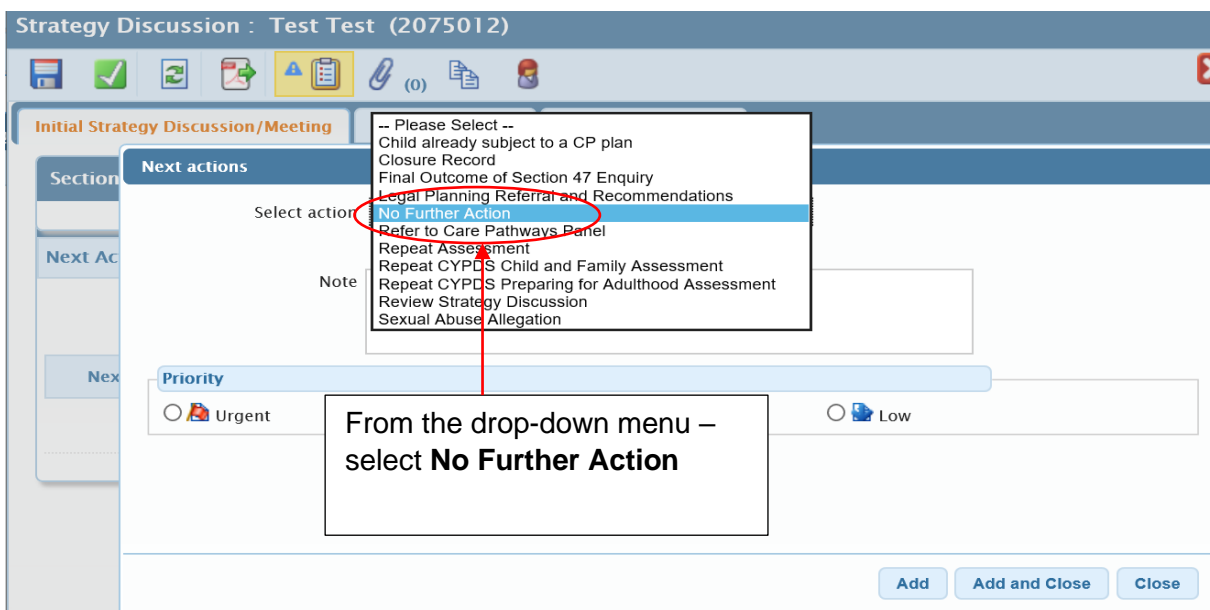 Strategy Discussion : Test Test (2075012)
(0)
Initial Strategy Discussion/Meeting
-- Please Select --
Child already subject to a CP plan
Closure Record
Final Outcome of Section 47 Enquiry
Legal Planning Referral and Recommendations
No Further Action
Refer to Care Pathways Panel
Repeat Assessment
Repeat CYPDS Child and Family Assessment
Repeat CYPDS Preparing for Adulthood Assessment
Review Strategy Discussion
Sexual Abuse Allegation
Section
Next actions
Select action
Next Ac
Note
Nex
Priority
Urgent
Low
From the drop-down menu –
select No Further Action
Add Add and Close Close